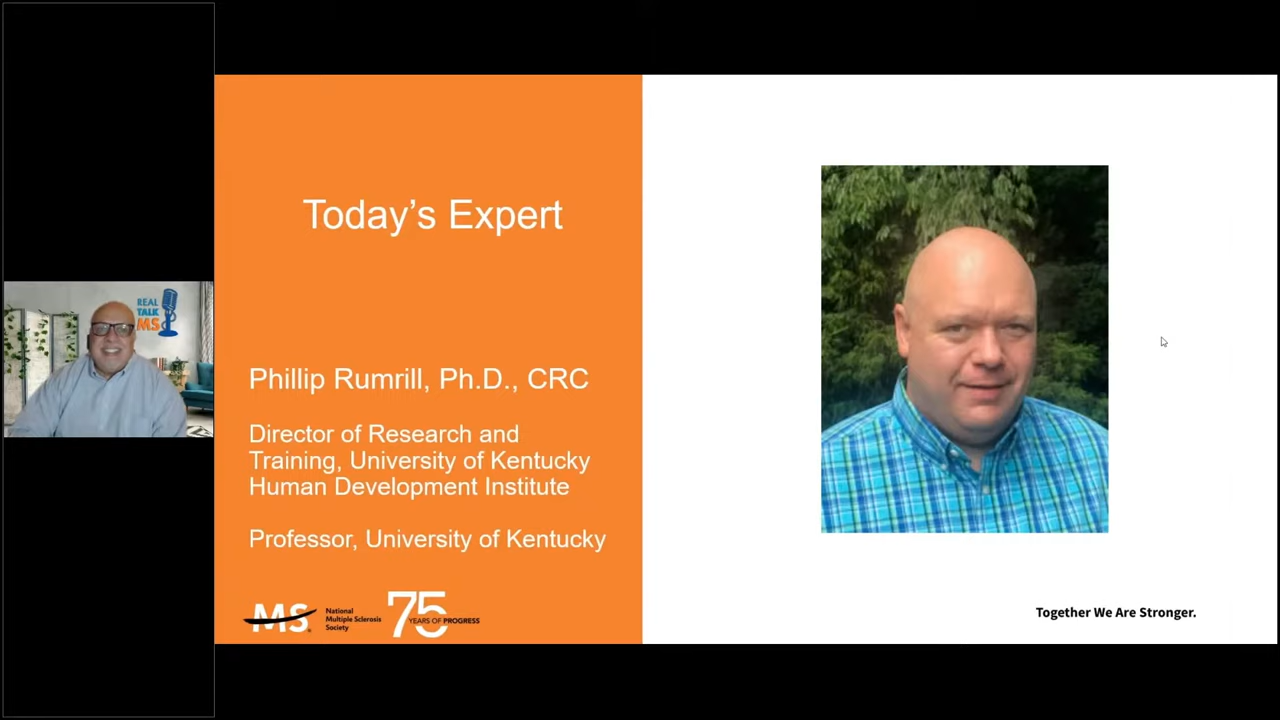 REAL
TALK
MS
Today's Expert
Phillip Rumrill, Ph.D., CRC
Director of Research and
Training, University of Kentucky
Human Development Institute
Professor, University of Kentucky
MS
National
Multiple Sclerosis
Society
75
YEARS OF PROGRESS
Together We Are Stronger.